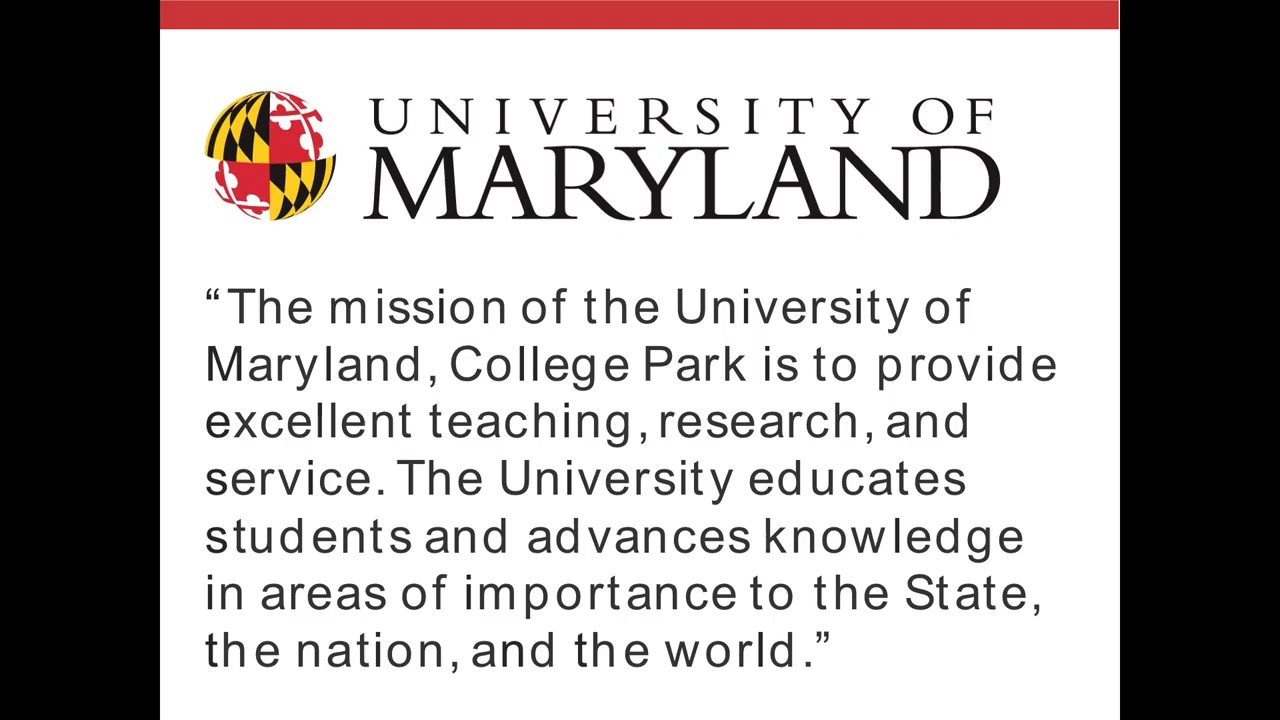 UNIVERSITY OF
MARYLAND
“The mission of the University of
Maryland, College Park is to provide
excellent teaching, research, and
service. The University educates
students and advances knowledge
in areas of importance to the State,
the nation, and the world.”